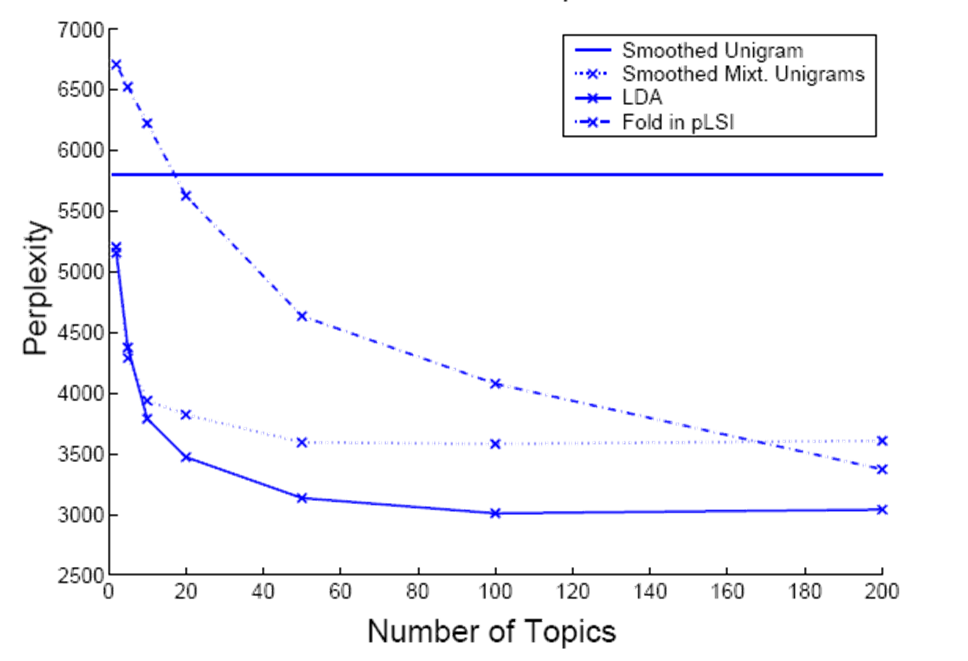 7000
6500
6000
5500
5000
4500
4000
3500
3000
2500
Perplexity
Smoothed Unigram
Smoothed Mixt. Unigrams
LDA
Fold in pLSI
0 20 40 60 80 100 120 140 160 180 200
Number of Topics